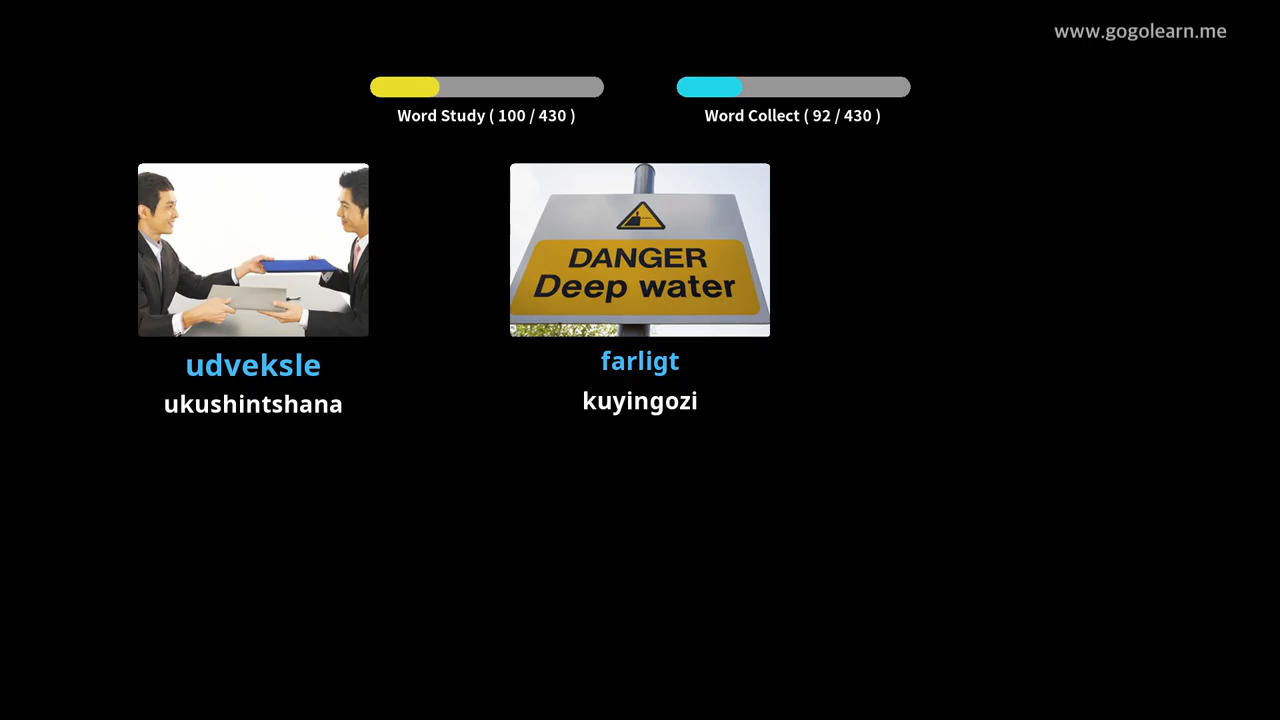 www.gogolearn.me
Word Study ( 100 / 430 )
Word Collect ( 92 / 430 )
DANGER
Deep water
udveksle
farligt
ukushintshana
kuyingozi